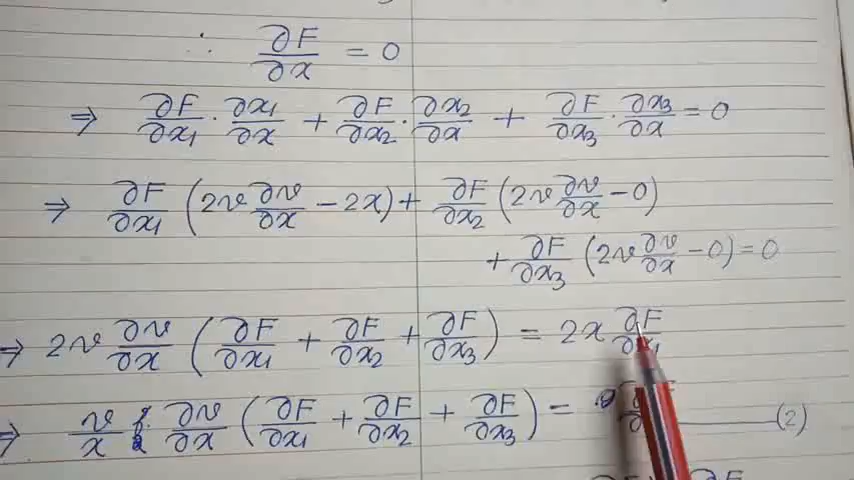 ∴ ∂F/∂x = 0
⇒ ∂F/∂x₁ · ∂x₁/∂x + ∂F/∂x₂ · ∂x₂/∂x + ∂F/∂x₃ · ∂x₃/∂x = 0
⇒ ∂F/∂x₁ (2v ∂v/∂x − 2x) + ∂F/∂x₂ (2v ∂v/∂x − 0)
+ ∂F/∂x₃ (2v ∂v/∂x − 0) = 0
⇒ 2v ∂v/∂x (∂F/∂x₁ + ∂F/∂x₂ + ∂F/∂x₃) = 2x ∂F/∂x₁
⇒ v/x ∂v/∂x (∂F/∂x₁ + ∂F/∂x₂ + ∂F/∂x₃) = (2)